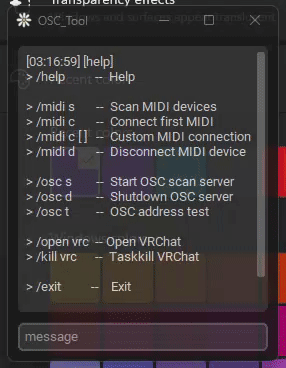 Transparency effects
OSC_Tool
[03:16:59] [help]
> /help -- Help
> /midi s -- Scan MIDI devices
> /midi c -- Connect first MIDI
> /midi c [ ] -- Custom MIDI connection
> /midi d -- Disconnect MIDI device
> /osc s -- Start OSC scan server
> /osc d -- Shutdown OSC server
> /osc t -- OSC address test
> /open vrc -- Open VRChat
> /kill vrc -- Taskkill VRChat
> /exit -- Exit
message